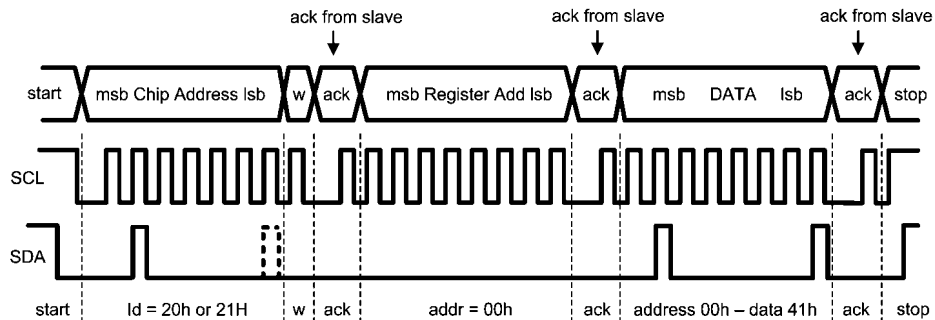 ack from slave ack from slave ack from slave
start msb Chip Address lsb w ack msb Register Add lsb ack msb DATA lsb ack stop
SCL
SDA
start Id = 20h or 21H w ack addr = 00h ack address 00h – data 41h ack stop